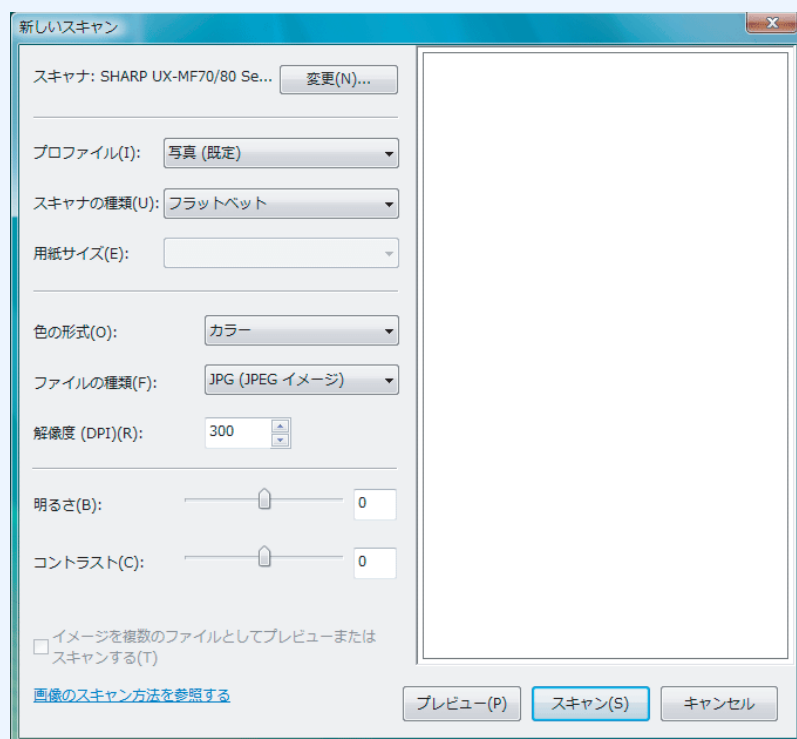 新しいスキャン
スキャナ: SHARP UX-MF70/80 Se... 変更(N)...
プロファイル(I): 写真 (既定)
スキャナの種類(U): フラットベット
用紙サイズ(E):
色の形式(O): カラー
ファイルの種類(F): JPG (JPEG イメージ)
解像度 (DPI)(R): 300
明るさ(B): 0
コントラスト(C): 0
イメージを複数のファイルとしてプレビューまたは
スキャンする(T)
画像のスキャン方法を参照する
プレビュー(P) スキャン(S) キャンセル